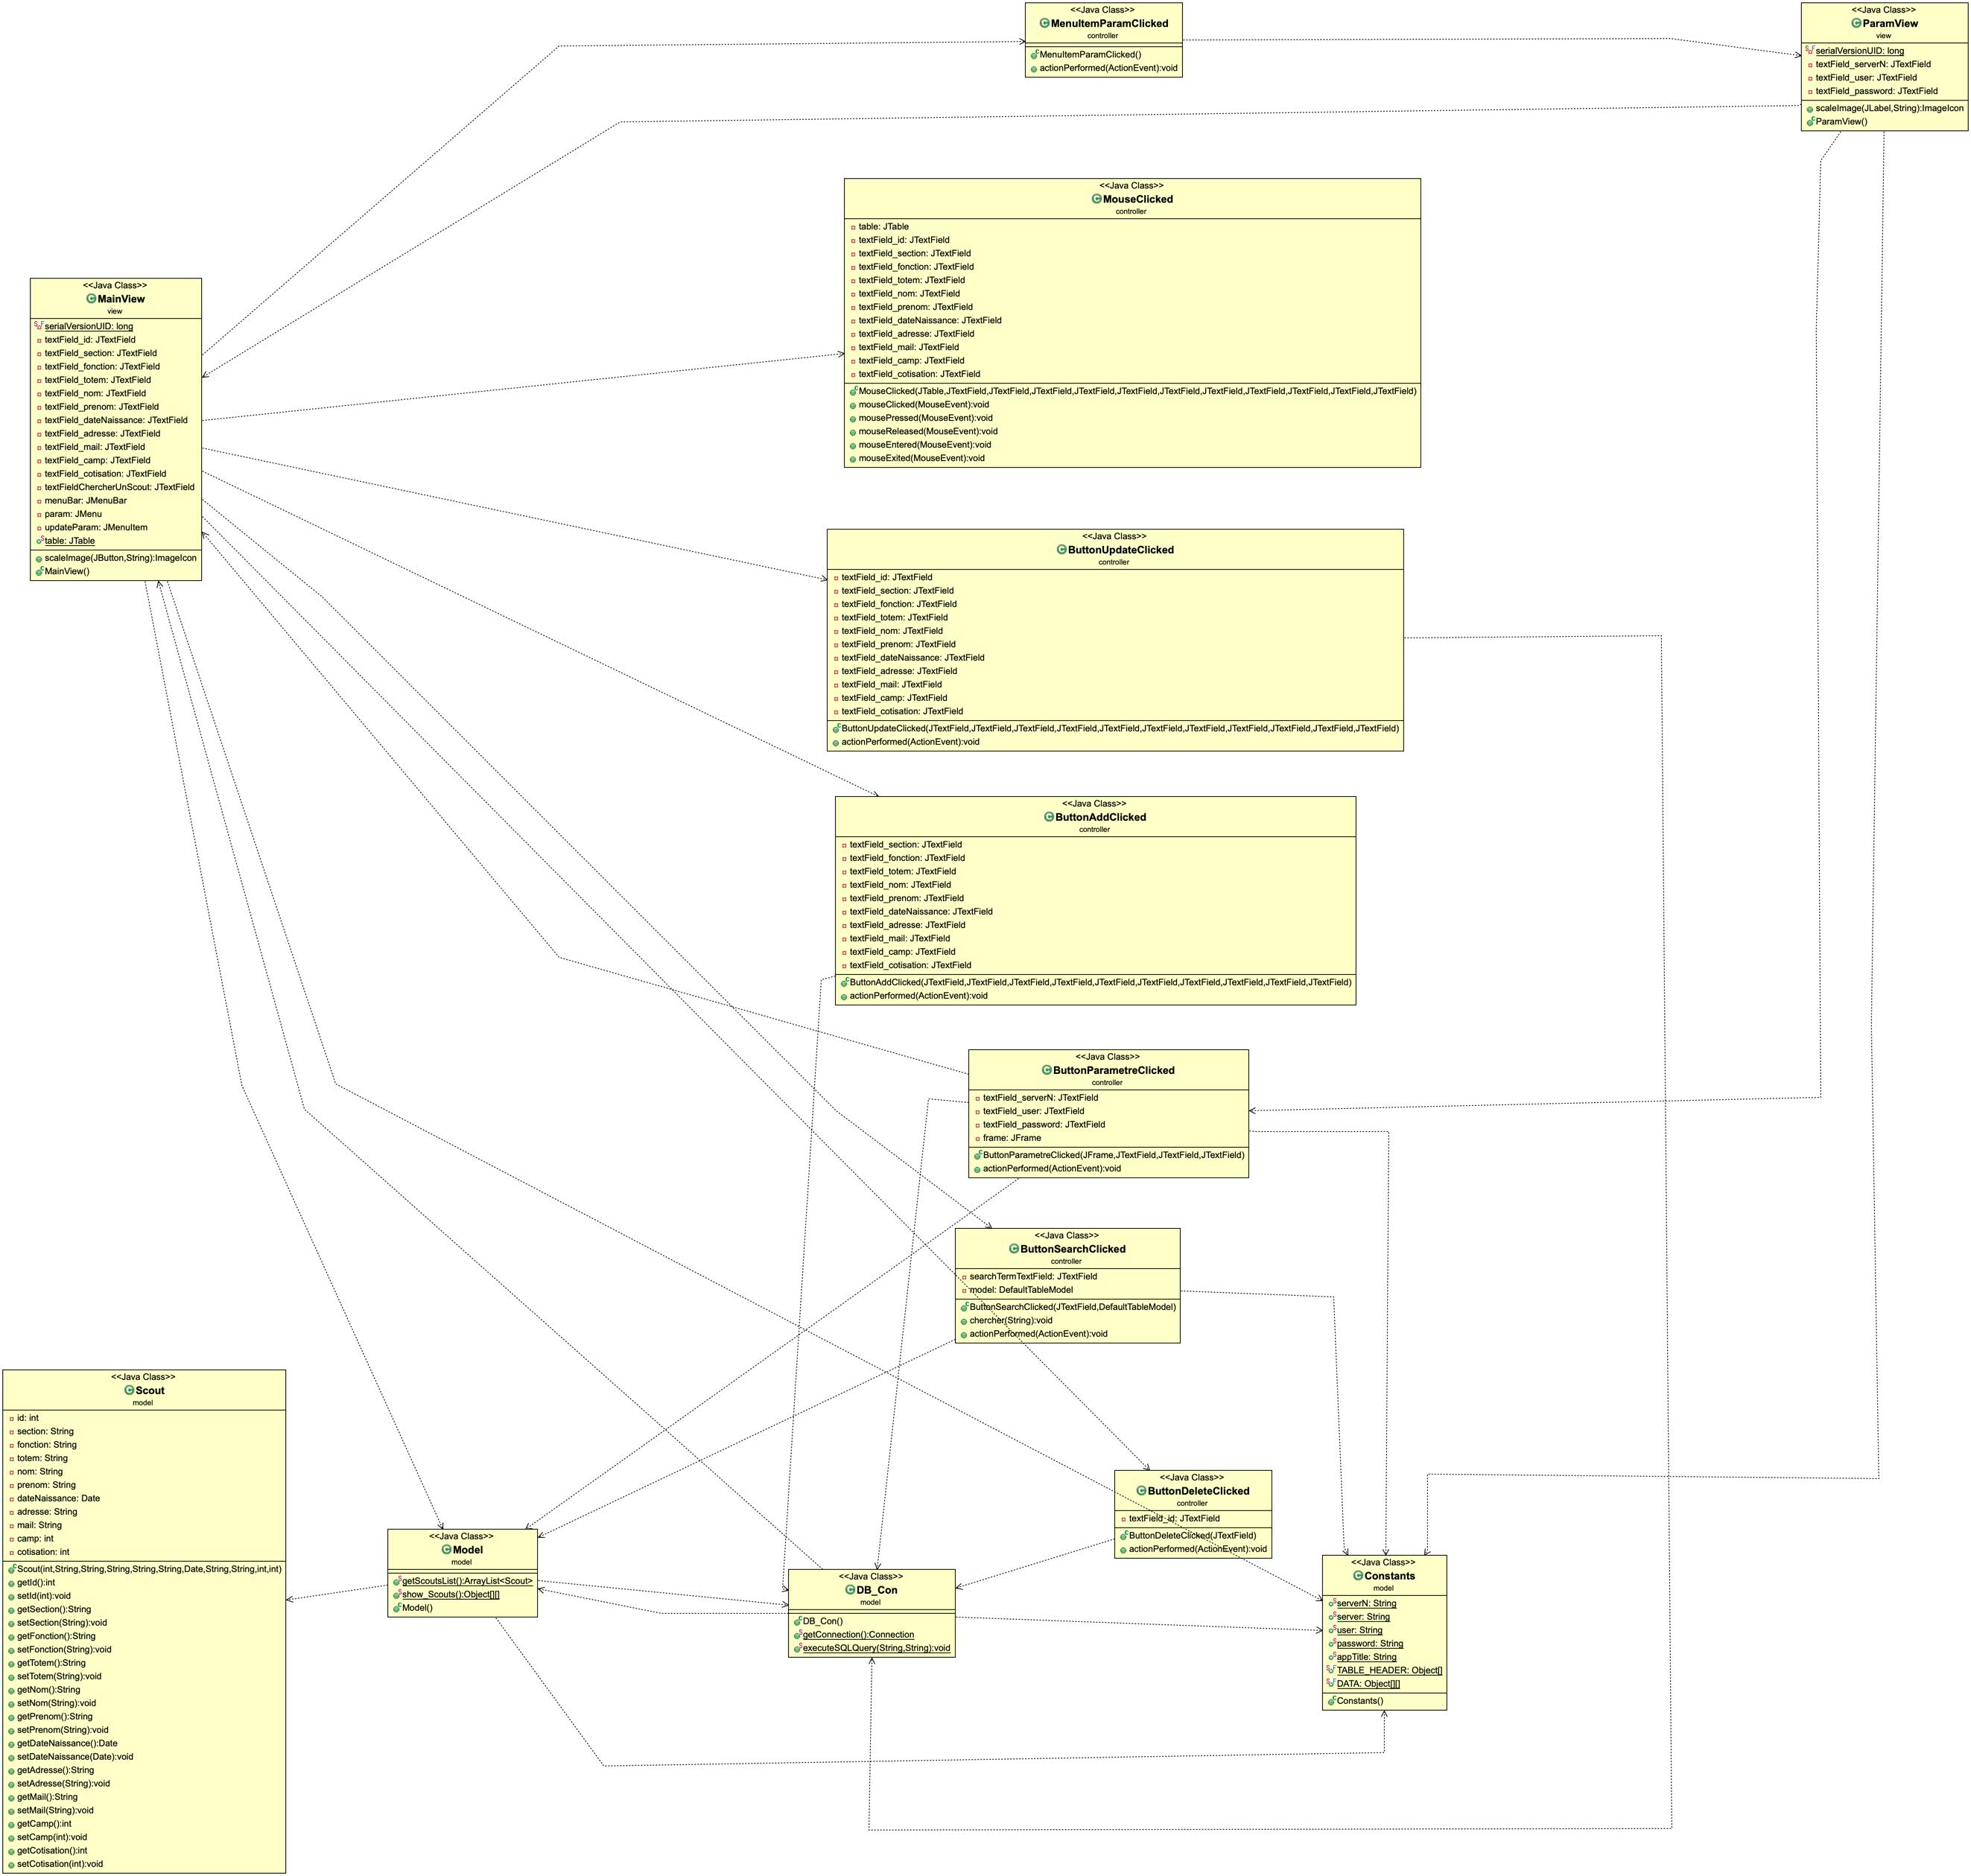 <<Java Class>>
MenuItemParamClicked
controller
MenuItemParamClicked()
actionPerformed(ActionEvent):void
<<Java Class>>
ParamView
view
serialVersionUID: long
textField_serverN: JTextField
textField_user: JTextField
textField_password: JTextField
scaleImage(JLabel,String):ImageIcon
ParamView()
<<Java Class>>
MouseClicked
controller
table: JTable
textField_id: JTextField
textField_section: JTextField
textField_fonction: JTextField
textField_totem: JTextField
textField_nom: JTextField
textField_prenom: JTextField
textField_dateNaissance: JTextField
textField_adresse: JTextField
textField_mail: JTextField
textField_camp: JTextField
textField_cotisation: JTextField
MouseClicked(JTable,JTextField,JTextField,JTextField,JTextField,JTextField,JTextField,JTextField,JTextField,JTextField,JTextField,JTextField)
mouseClicked(MouseEvent):void
mousePressed(MouseEvent):void
mouseReleased(MouseEvent):void
mouseEntered(MouseEvent):void
mouseExited(MouseEvent):void
<<Java Class>>
MainView
view
serialVersionUID: long
textField_id: JTextField
textField_section: JTextField
textField_fonction: JTextField
textField_totem: JTextField
textField_nom: JTextField
textField_prenom: JTextField
textField_dateNaissance: JTextField
textField_adresse: JTextField
textField_mail: JTextField
textField_camp: JTextField
textField_cotisation: JTextField
textFieldChercherUnScout: JTextField
menuBar: JMenuBar
param: JMenu
updateParam: JMenuItem
table: JTable
scaleImage(JButton,String):ImageIcon
MainView()
<<Java Class>>
ButtonUpdateClicked
controller
textField_id: JTextField
textField_section: JTextField
textField_fonction: JTextField
textField_totem: JTextField
textField_nom: JTextField
textField_prenom: JTextField
textField_dateNaissance: JTextField
textField_adresse: JTextField
textField_mail: JTextField
textField_camp: JTextField
textField_cotisation: JTextField
ButtonUpdateClicked(JTextField,JTextField,JTextField,JTextField,JTextField,JTextField,JTextField,JTextField,JTextField,JTextField,JTextField)
actionPerformed(ActionEvent):void
<<Java Class>>
ButtonAddClicked
controller
textField_section: JTextField
textField_fonction: JTextField
textField_totem: JTextField
textField_nom: JTextField
textField_prenom: JTextField
textField_dateNaissance: JTextField
textField_adresse: JTextField
textField_mail: JTextField
textField_camp: JTextField
textField_cotisation: JTextField
ButtonAddClicked(JTextField,JTextField,JTextField,JTextField,JTextField,JTextField,JTextField,JTextField,JTextField,JTextField)
actionPerformed(ActionEvent):void
<<Java Class>>
ButtonParametreClicked
controller
textField_serverN: JTextField
textField_user: JTextField
textField_password: JTextField
frame: JFrame
ButtonParametreClicked(JFrame,JTextField,JTextField,JTextField)
actionPerformed(ActionEvent):void
<<Java Class>>
ButtonSearchClicked
controller
searchTermTextField: JTextField
model: DefaultTableModel
ButtonSearchClicked(JTextField,DefaultTableModel)
chercher(String):void
actionPerformed(ActionEvent):void
<<Java Class>>
Scout
model
id: int
section: String
fonction: String
totem: String
nom: String
prenom: String
dateNaissance: Date
adresse: String
mail: String
camp: int
cotisation: int
Scout(int,String,String,String,String,String,Date,String,String,int,int)
getId():int
setId(int):void
getSection():String
setSection(String):void
getFonction():String
setFonction(String):void
getTotem():String
setTotem(String):void
getNom():String
setNom(String):void
getPrenom():String
setPrenom(String):void
getDateNaissance():Date
setDateNaissance(Date):void
getAdresse():String
setAdresse(String):void
getMail():String
setMail(String):void
getCamp():int
setCamp(int):void
getCotisation():int
setCotisation(int):void
<<Java Class>>
ButtonDeleteClicked
controller
textField_id: JTextField
ButtonDeleteClicked(JTextField)
actionPerformed(ActionEvent):void
<<Java Class>>
Model
model
getScoutsList():ArrayList<Scout>
show_Scouts():Object[][]
Model()
<<Java Class>>
DB_Con
model
DB_Con()
getConnection():Connection
executeSQLQuery(String,String):void
<<Java Class>>
Constants
model
serverN: String
server: String
user: String
password: String
appTitle: String
TABLE_HEADER: Object[]
DATA: Object[][]
Constants()